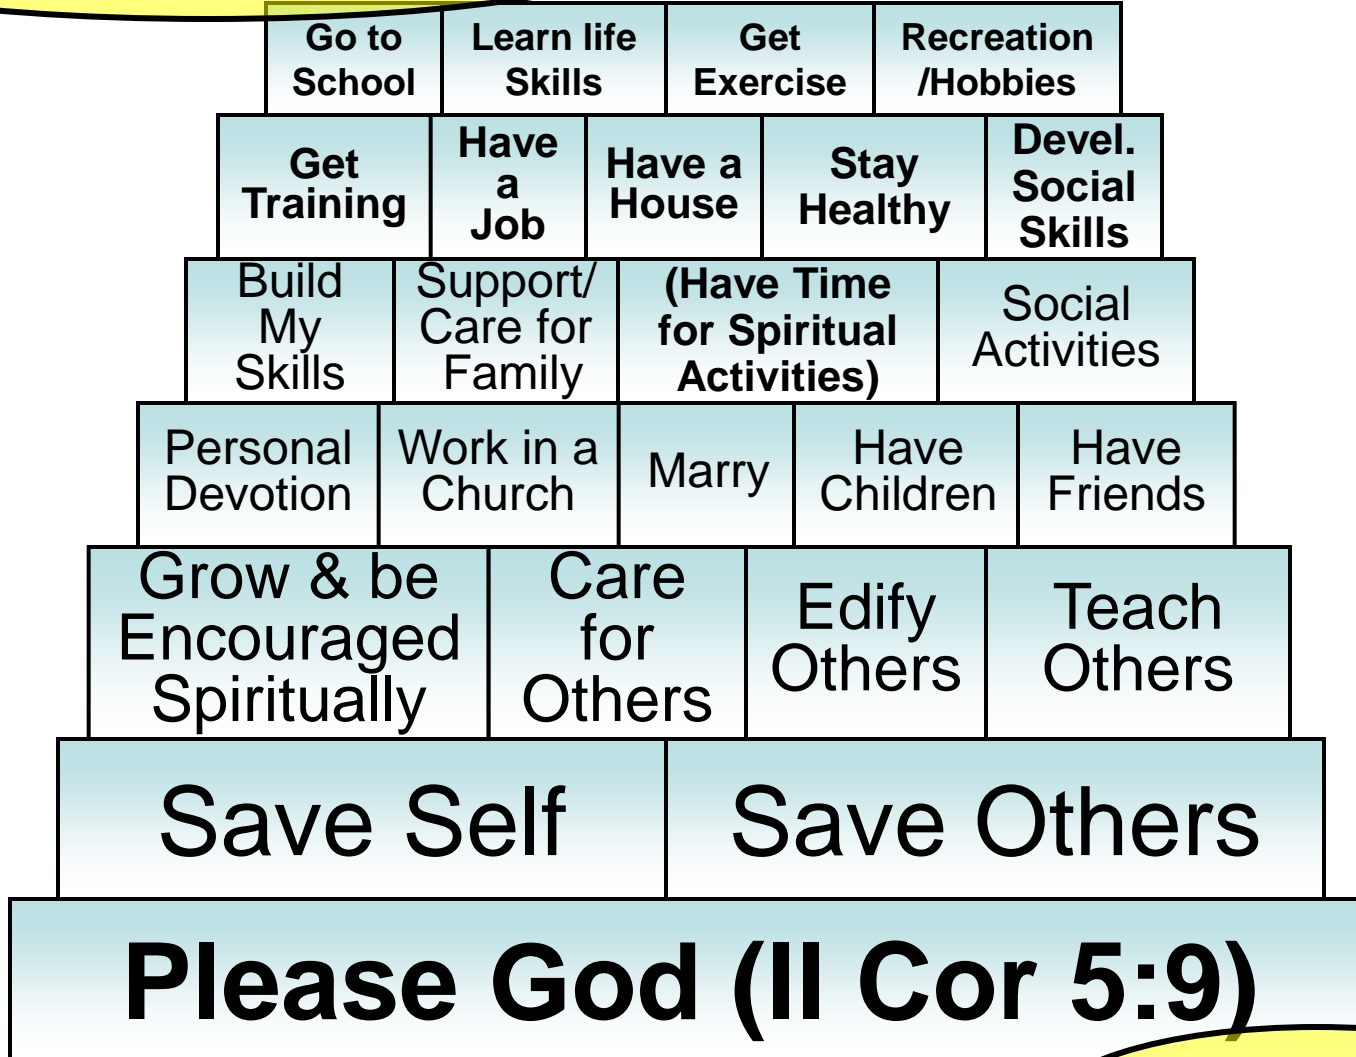 Go to
School
Learn life
Skills
Get
Exercise
Recreation
/Hobbies
Get
Training
Have
a
Job
Have a
House
Stay
Healthy
Devel.
Social
Skills
Build
My
Skills
Support/
Care for
Family
(Have Time
for Spiritual
Activities)
Social
Activities
Personal
Devotion
Work in a
Church
Marry
Have
Children
Have
Friends
Grow & be
Encouraged
Spiritually
Care
for
Others
Edify
Others
Teach
Others
Save Self
Save Others
Please God (II Cor 5:9)